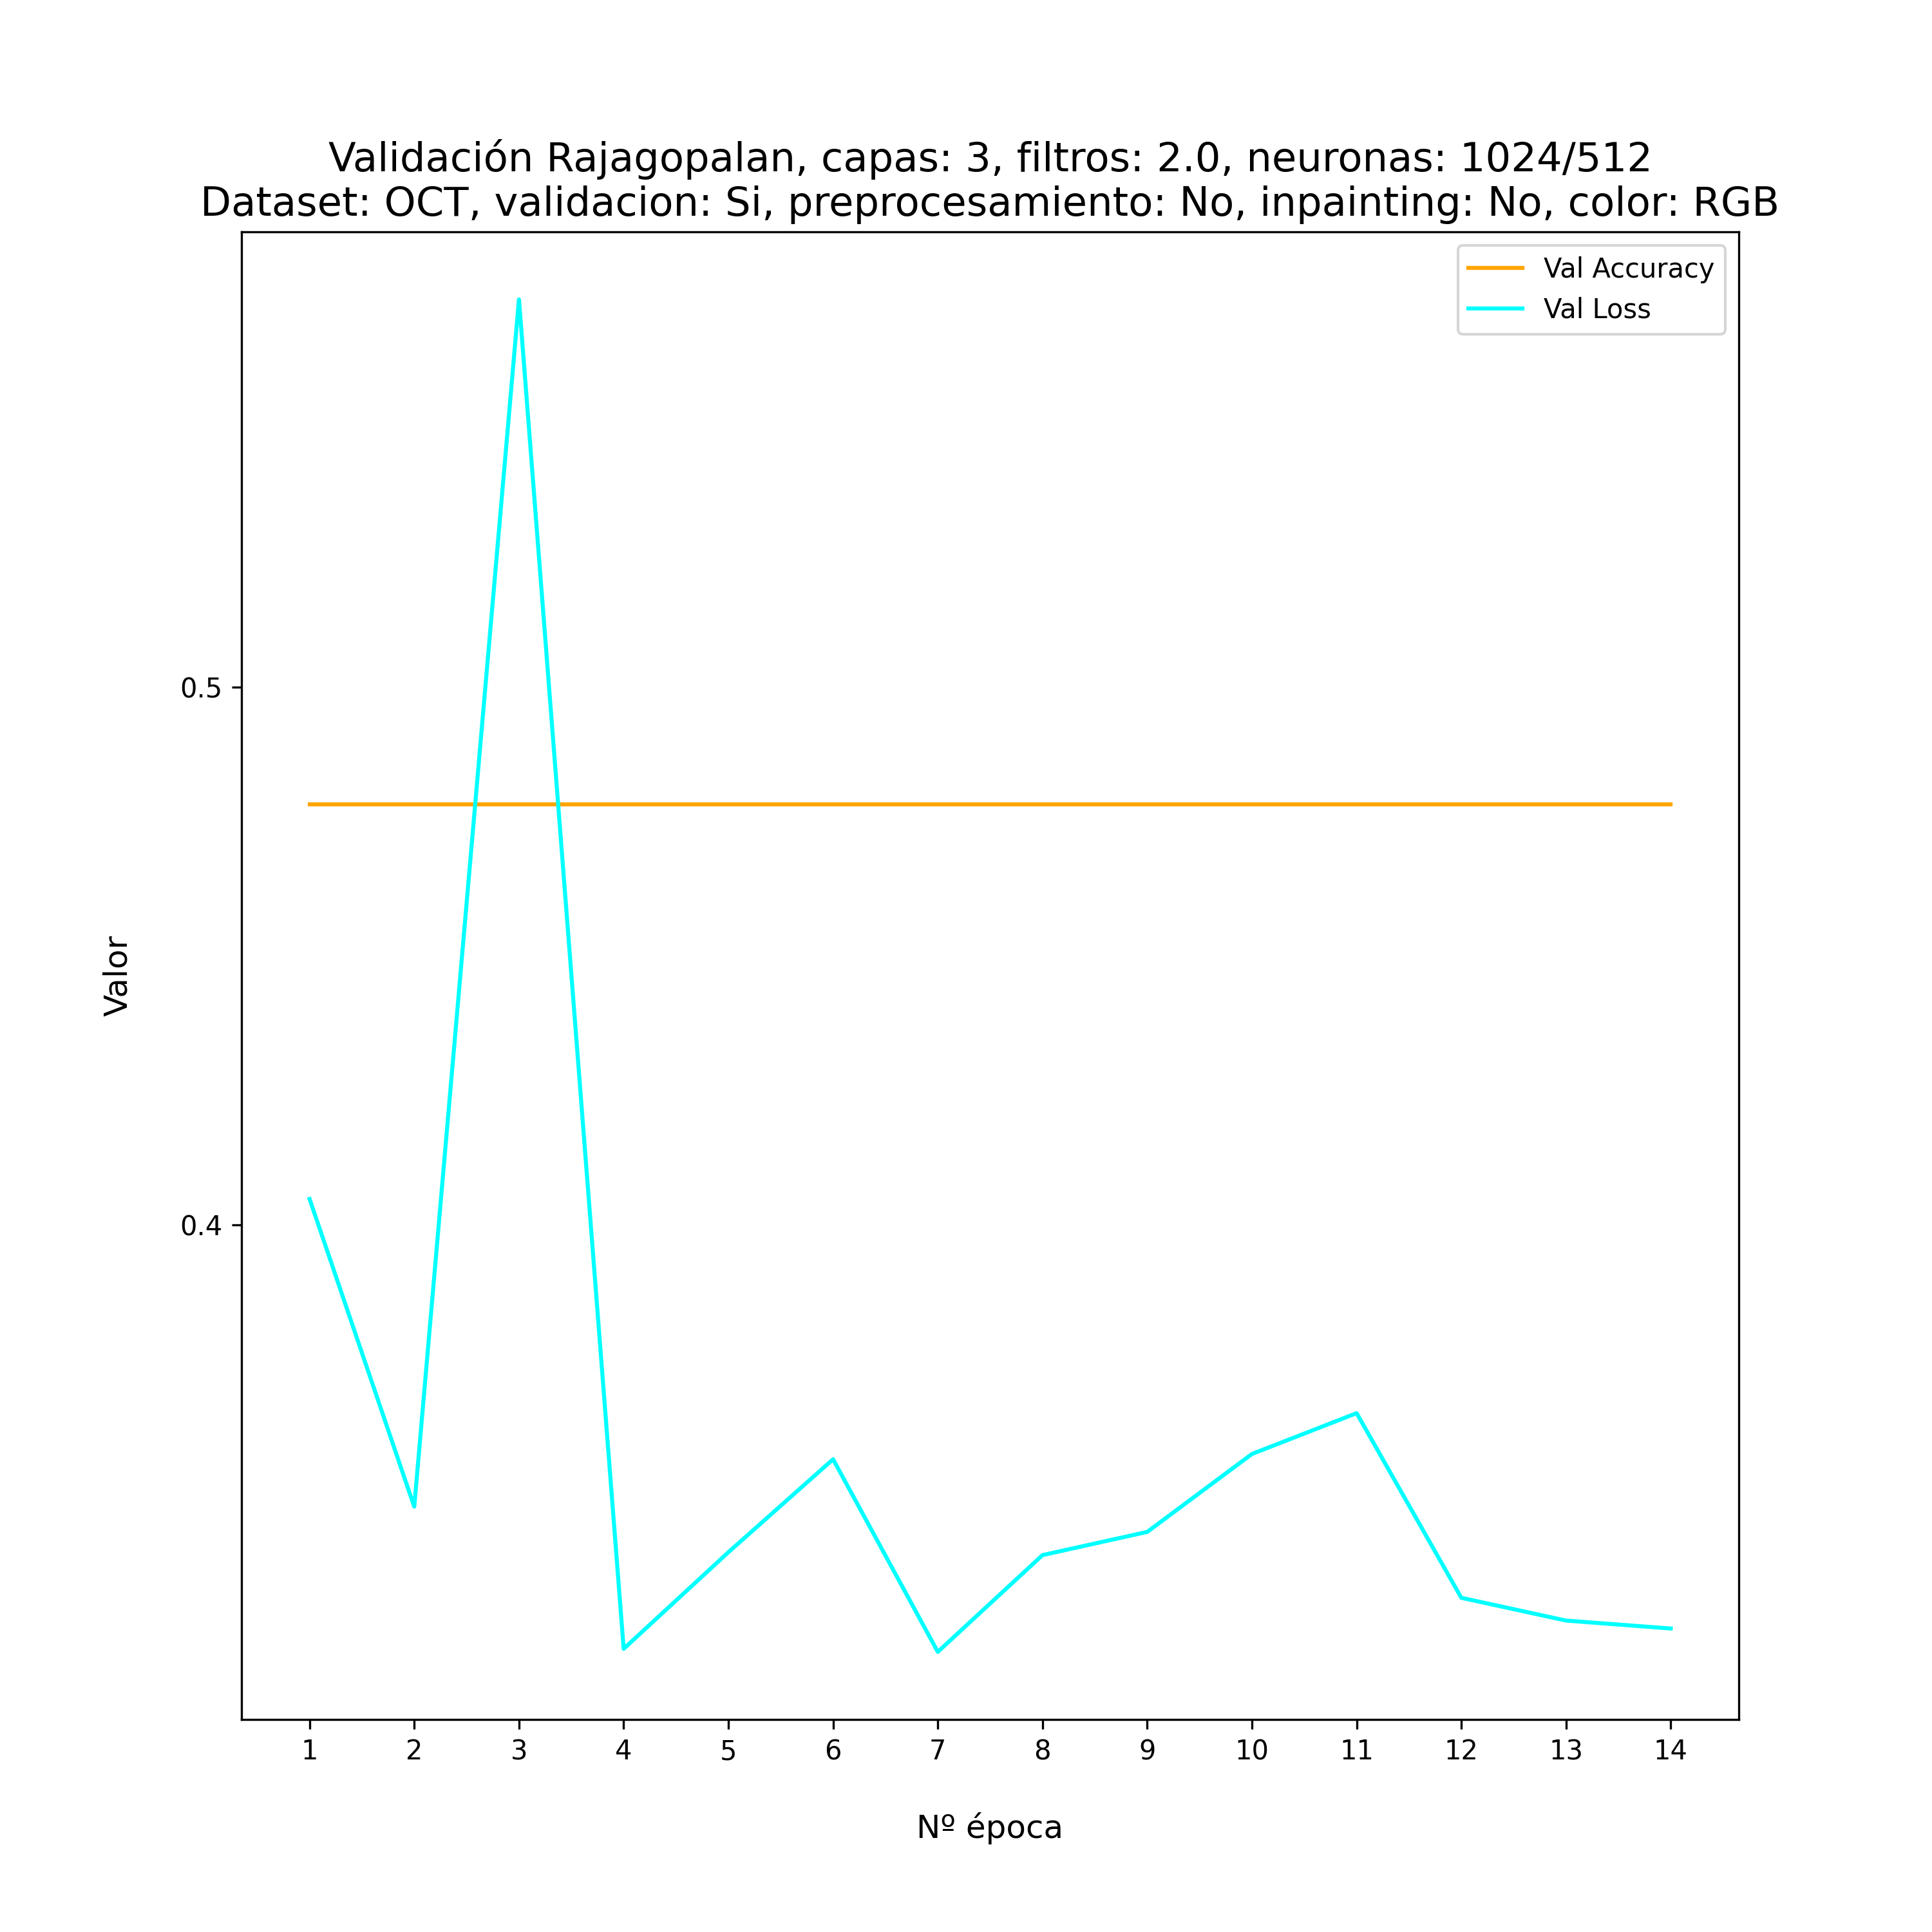 Validación Rajagopalan, capas: 3, filtros: 2.0, neuronas: 1024/512
Dataset: OCT, validacion: Si, preprocesamiento: No, inpainting: No, color: RGB
Val Accuracy
Val Loss
0.5
0.4
Valor
1 2 3 4 5 6 7 8 9 10 11 12 13 14
Nº época